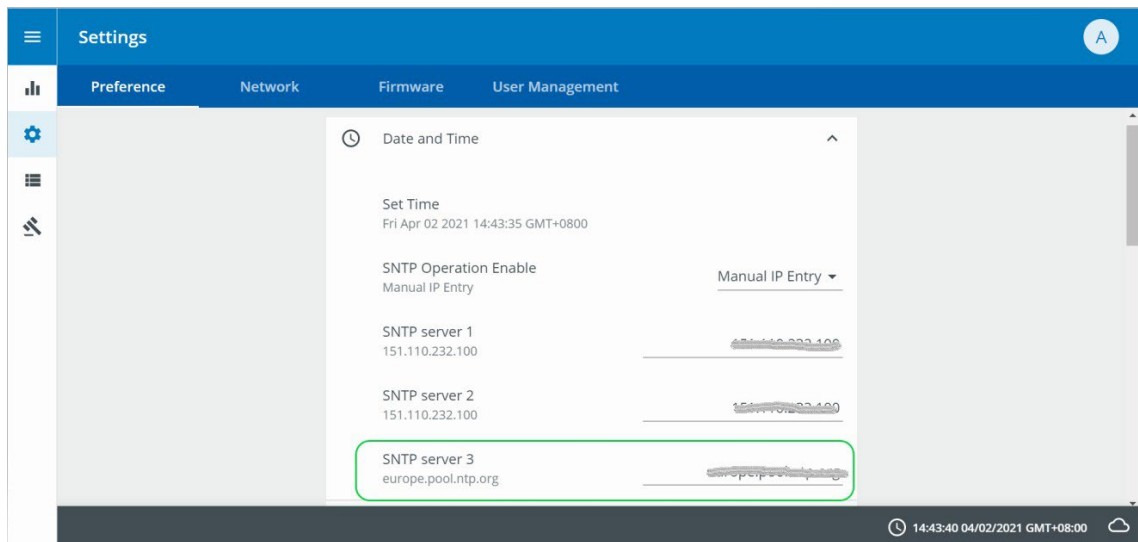 Settings
A
Preference Network Firmware User Management
Date and Time
Set Time
Fri Apr 02 2021 14:43:35 GMT+0800
SNTP Operation Enable
Manual IP Entry
Manual IP Entry
SNTP server 1
151.110.232.100
SNTP server 2
151.110.232.100
SNTP server 3
europe.pool.ntp.org
14:43:40 04/02/2021 GMT+08:00